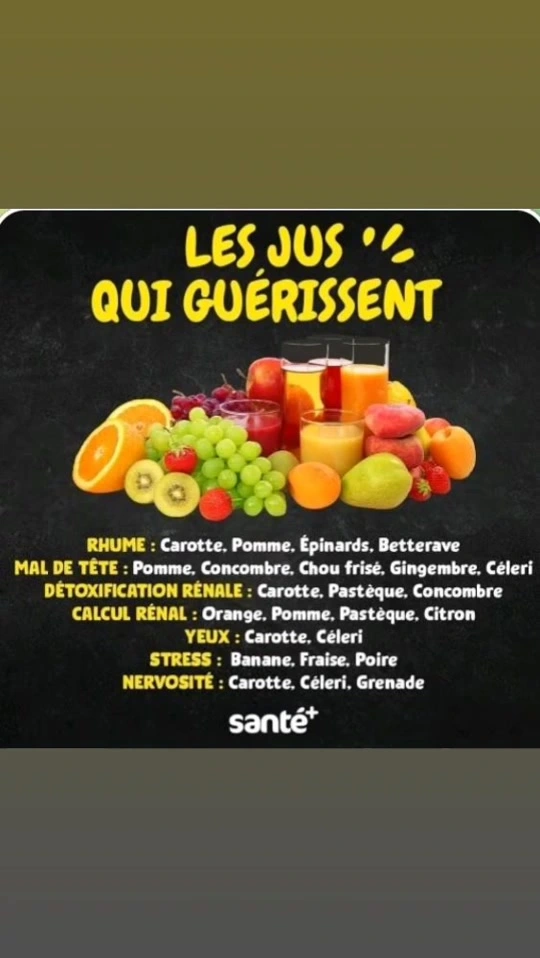 LES JUS
QUI GUÉRISSENT
RHUME : Carotte, Pomme, Épinards, Betterave
MAL DE TÊTE : Pomme, Concombre, Chou frisé, Gingembre, Céleri
DÉTOXIFICATION RÉNALE : Carotte, Pastèque, Concombre
CALCUL RÉNAL : Orange, Pomme, Pastèque, Citron
YEUX : Carotte, Céleri
STRESS : Banane, Fraise, Poire
NERVOSITÉ : Carotte, Céleri, Grenade
santé+